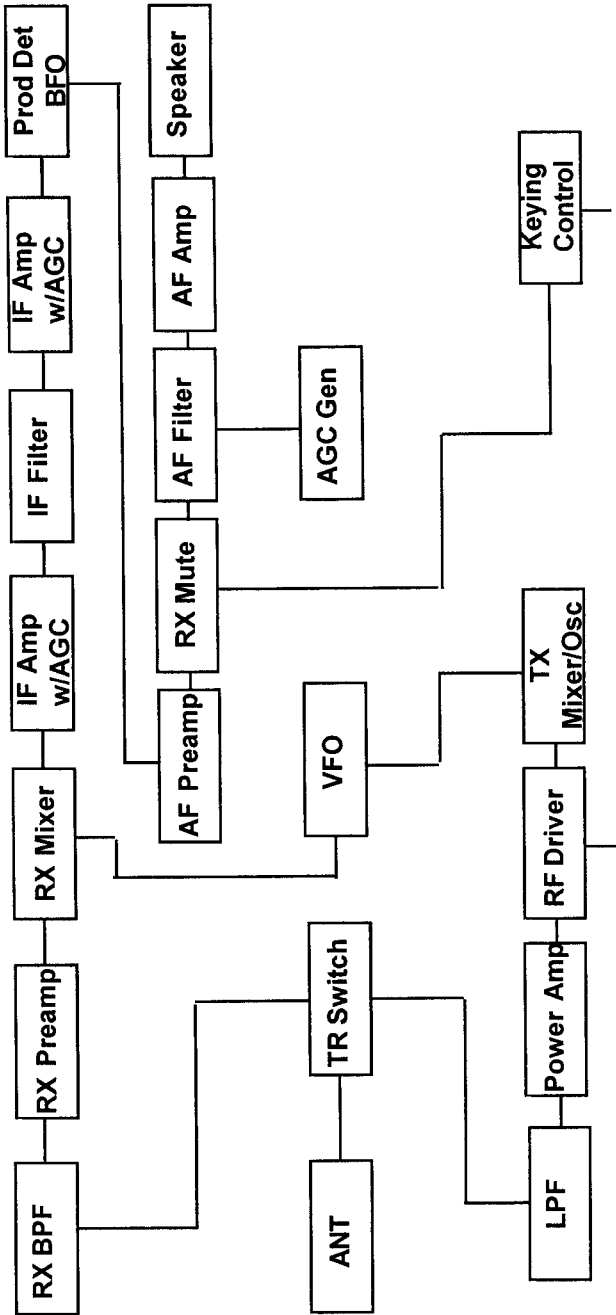 RX BPF
RX Preamp
RX Mixer
IF Amp
w/AGC
IF Filter
IF Amp
w/AGC
Prod Det
BFO
AF Preamp
RX Mute
AF Filter
AF Amp
Speaker
ANT
TR Switch
VFO
AGC Gen
LPF
Power Amp
RF Driver
TX
Mixer/Osc
Keying
Control